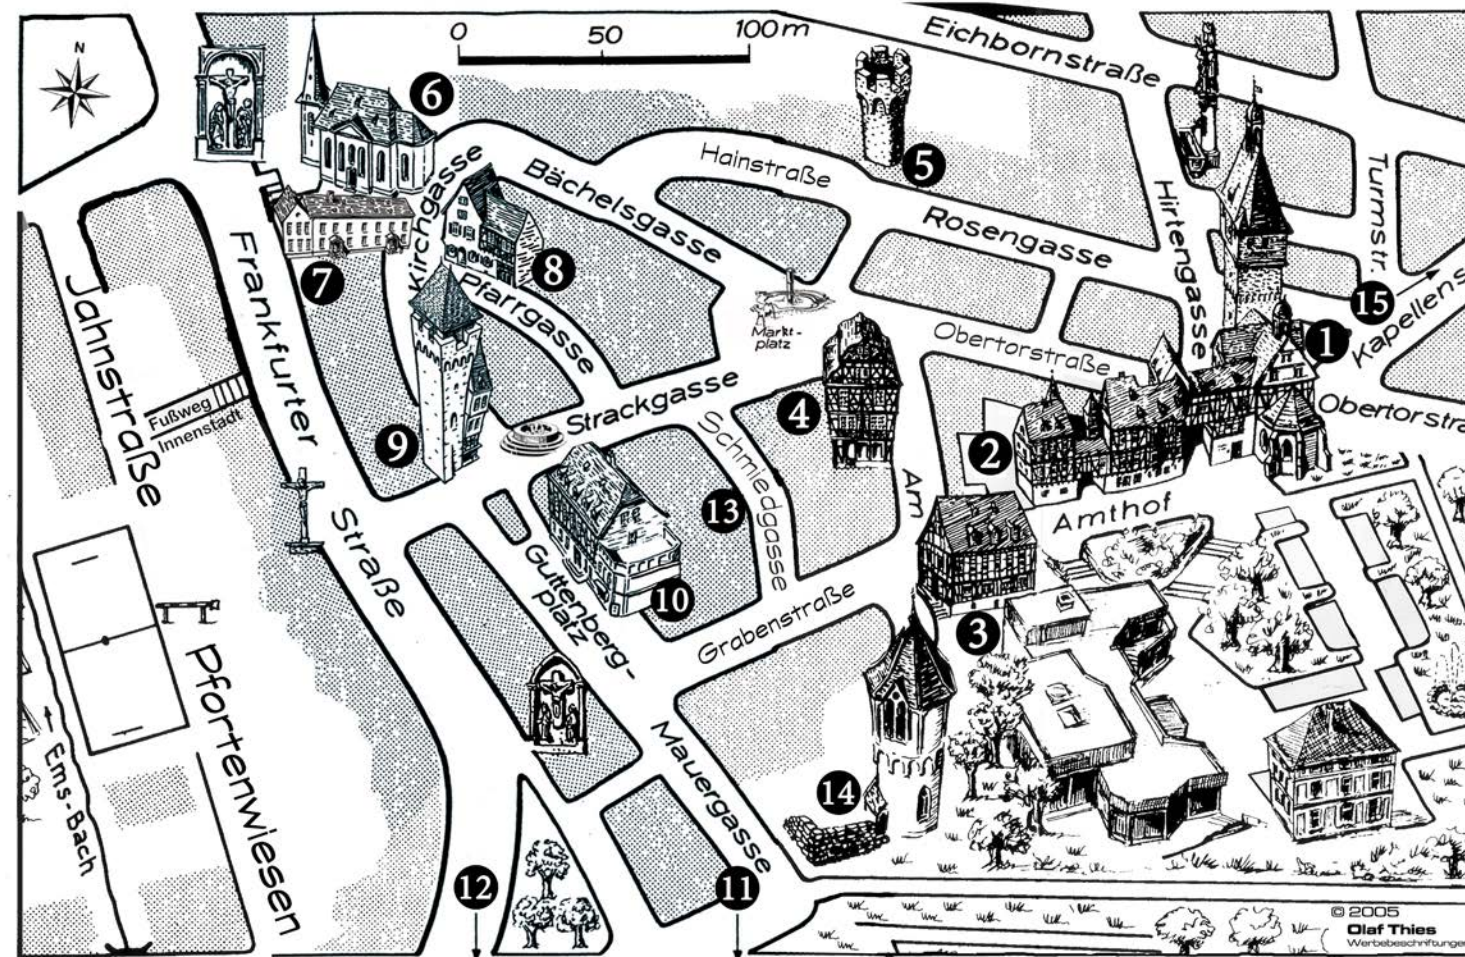 N
0 50 100 m
Eichbornstraße
6
5
Hainstraße
Bächelsgasse
Kirchgasse
Rosengasse
Hirtengasse
Turmstr.
Frankfurter
Straße
7
8
Pfarrgasse
15
Markt-
platz
Obertorstraße
1
Kapellens
Jahnstraße
Fußweg
Innenstadt
Strackgasse
4
Obertorstra
9
2
Schmiedgasse
13
Am
Amthof
Guttenberg-
platz
10
Grabenstraße
3
Pfortenwiesen
Ems-Bach
Mauergasse
14
12
11
© 2005
Olaf Thies
Werbebeschriftungen